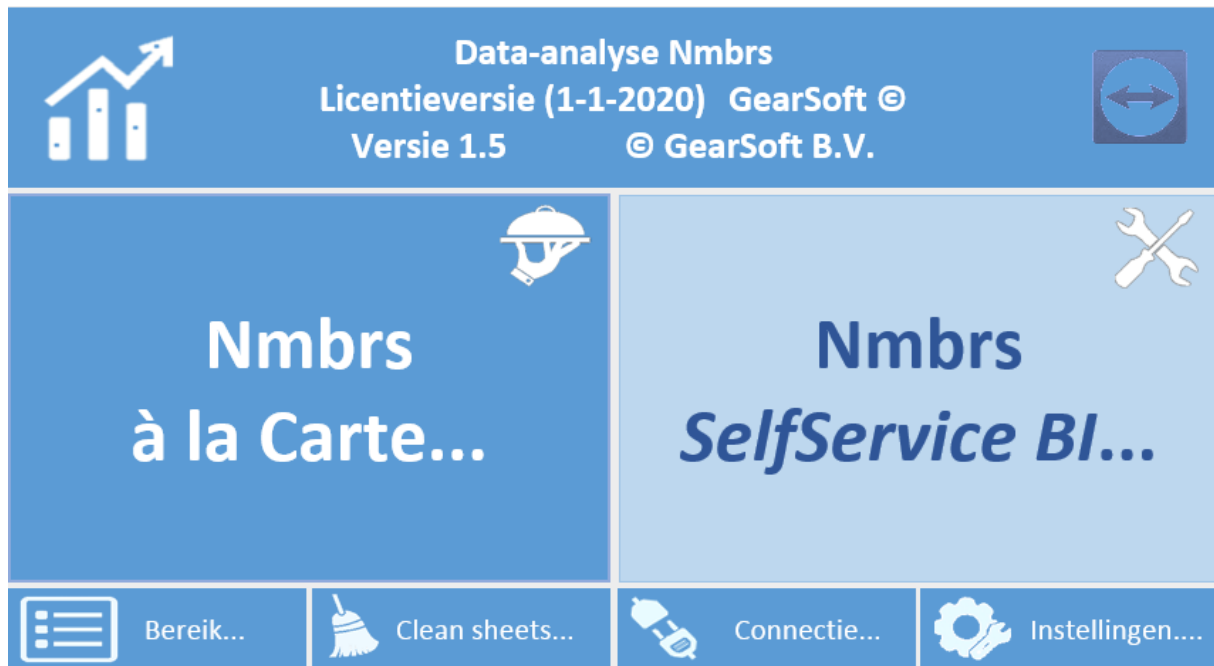 Data-analyse Nmbrs
Licentieversie (1-1-2020) GearSoft ©
Versie 1.5 © GearSoft B.V.
Nmbrs
à la Carte...
Nmbrs
SelfService BI...
Bereik...
Clean sheets...
Connectie...
Instellingen....